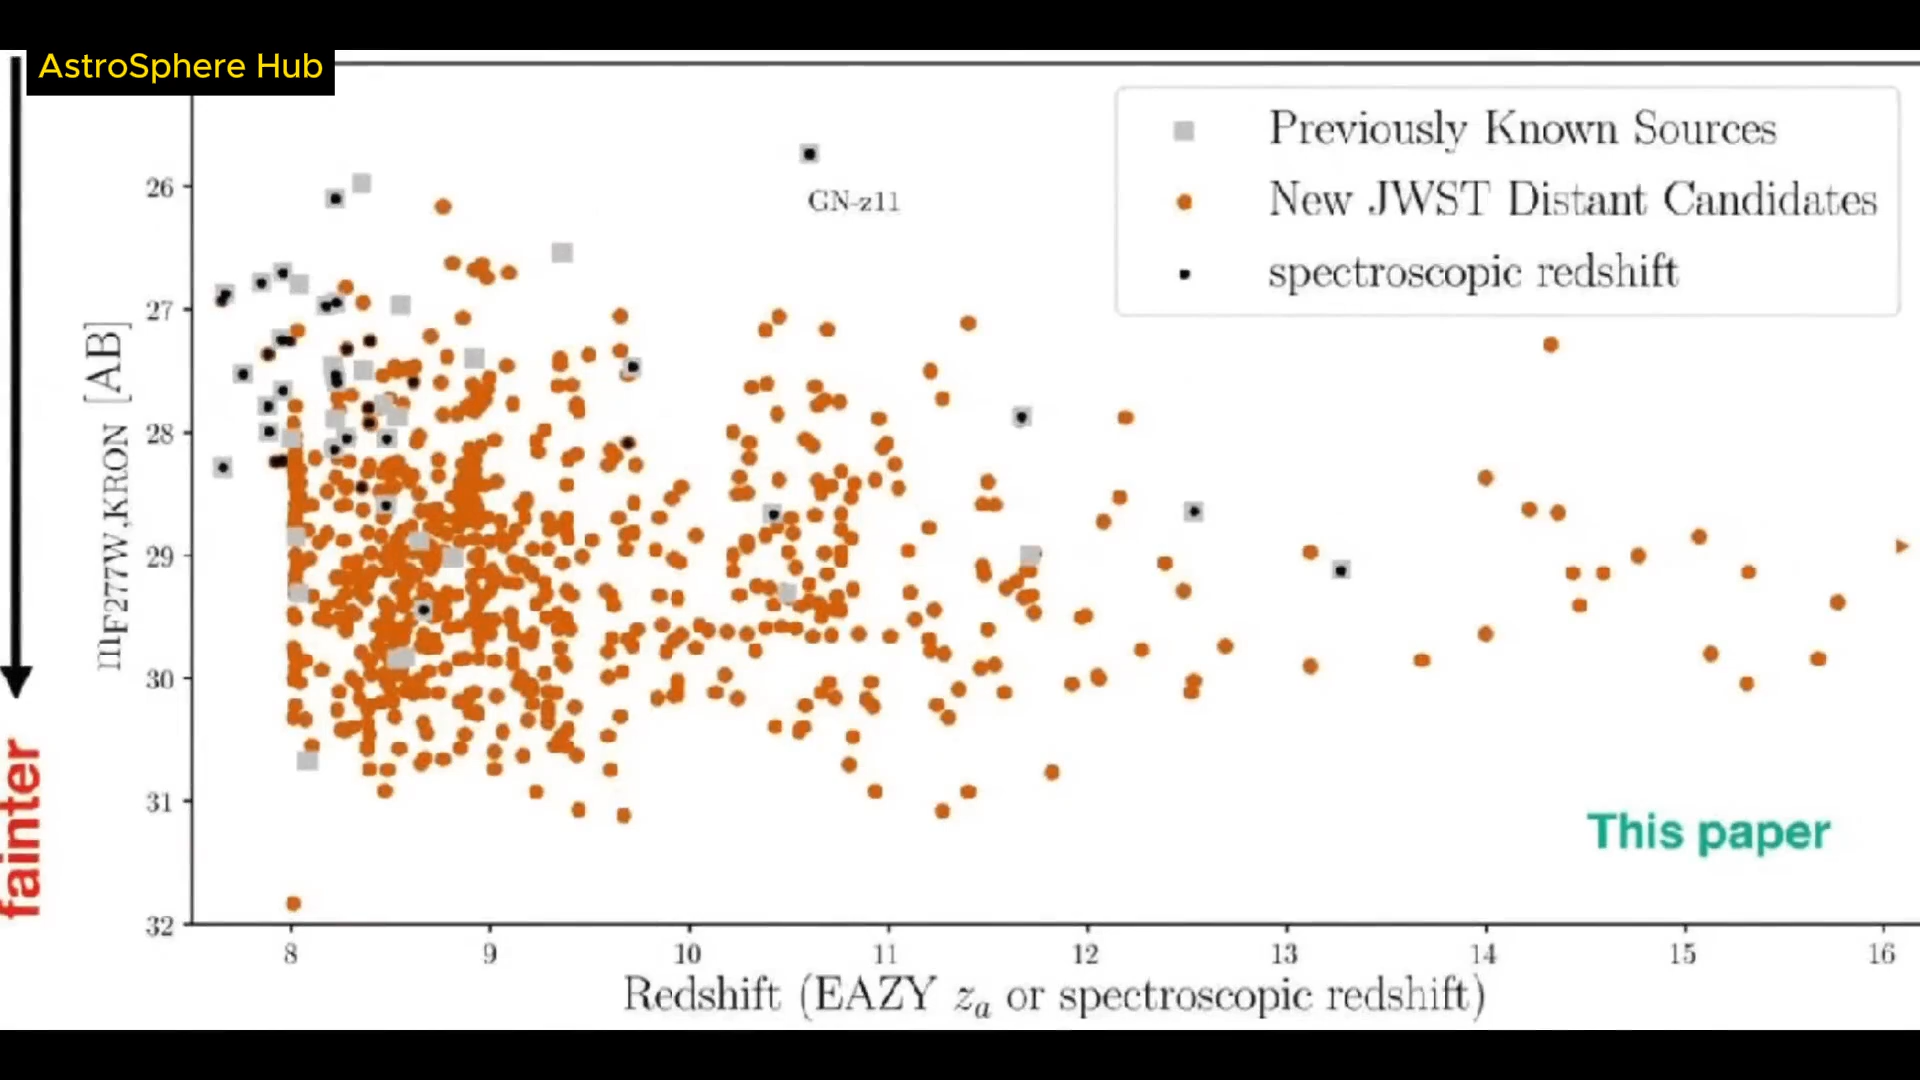 AstroSphere Hub
Previously Known Sources
New JWST Distant Candidates
spectroscopic redshift
GN-z11
26
27
28
29
30
31
32
mF277W,KRON [AB]
fainter
This paper
8 9 10 11 12 13 14 15 16
Redshift (EAZY za or spectroscopic redshift)